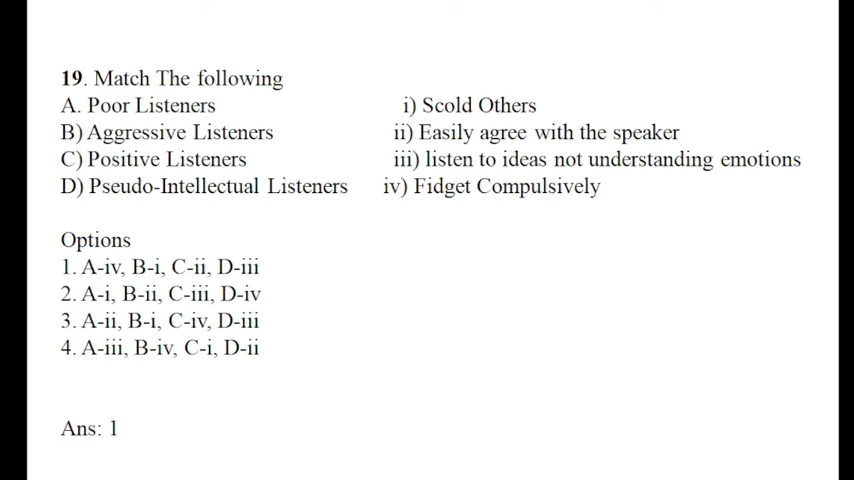 19. Match The following
A. Poor Listeners i) Scold Others
B) Aggressive Listeners ii) Easily agree with the speaker
C) Positive Listeners iii) listen to ideas not understanding emotions
D) Pseudo-Intellectual Listeners iv) Fidget Compulsively
Options
1. A-iv, B-i, C-ii, D-iii
2. A-i, B-ii, C-iii, D-iv
3. A-ii, B-i, C-iv, D-iii
4. A-iii, B-iv, C-i, D-ii
Ans: 1